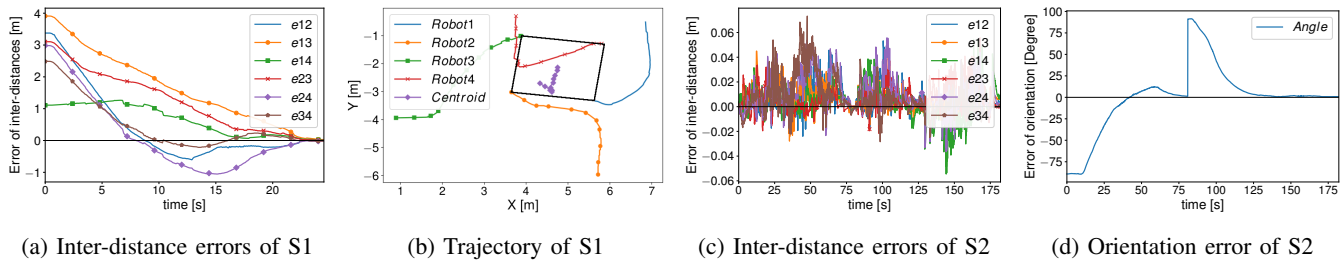 Error of inter-distances [m]
4
3
2
1
0
−1
0
5
10
15
20
time [s]
e12
e13
e14
e23
e24
e34
(a) Inter-distance errors of S1
Y [m]
−1
−2
−3
−4
−5
−6
1
2
3
4
5
6
7
X [m]
Robot1
Robot2
Robot3
Robot4
Centroid
(b) Trajectory of S1
Error of inter-distances [m]
0.06
0.04
0.02
0.00
−0.02
−0.04
0.06
0
25
50
75
100
125
150
175
time [s]
e12
e13
e14
e23
e24
e34
(c) Inter-distance errors of S2
Error of orientation [Degree]
100
75
50
25
0
−25
−50
−75
0
25
50
75
100
125
150
175
time [s]
Angle
(d) Orientation error of S2